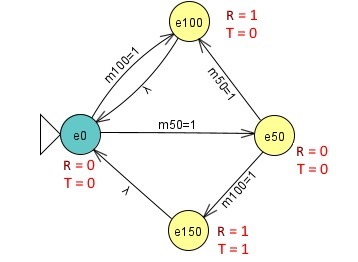 e100
R = 1
T = 0
m100=1
λ
m50=1
e0
m50=1
e50
R = 0
T = 0
R = 0
T = 0
λ
m100=1
e150
R = 1
T = 1